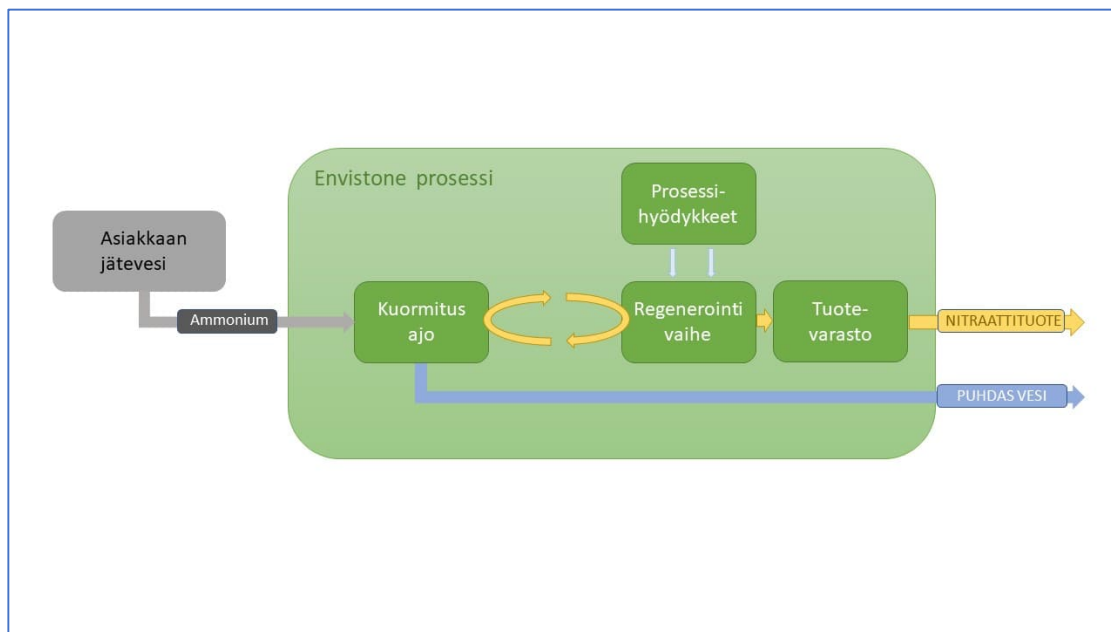 Envistone prosessi
Prosessi-
hyödykkeet
Asiakkaan
jätevesi
Ammonium
Kuormitus
ajo
Regenerointi
vaihe
Tuote-
varasto
NITRAATTITUOTE
PUHDAS VESI